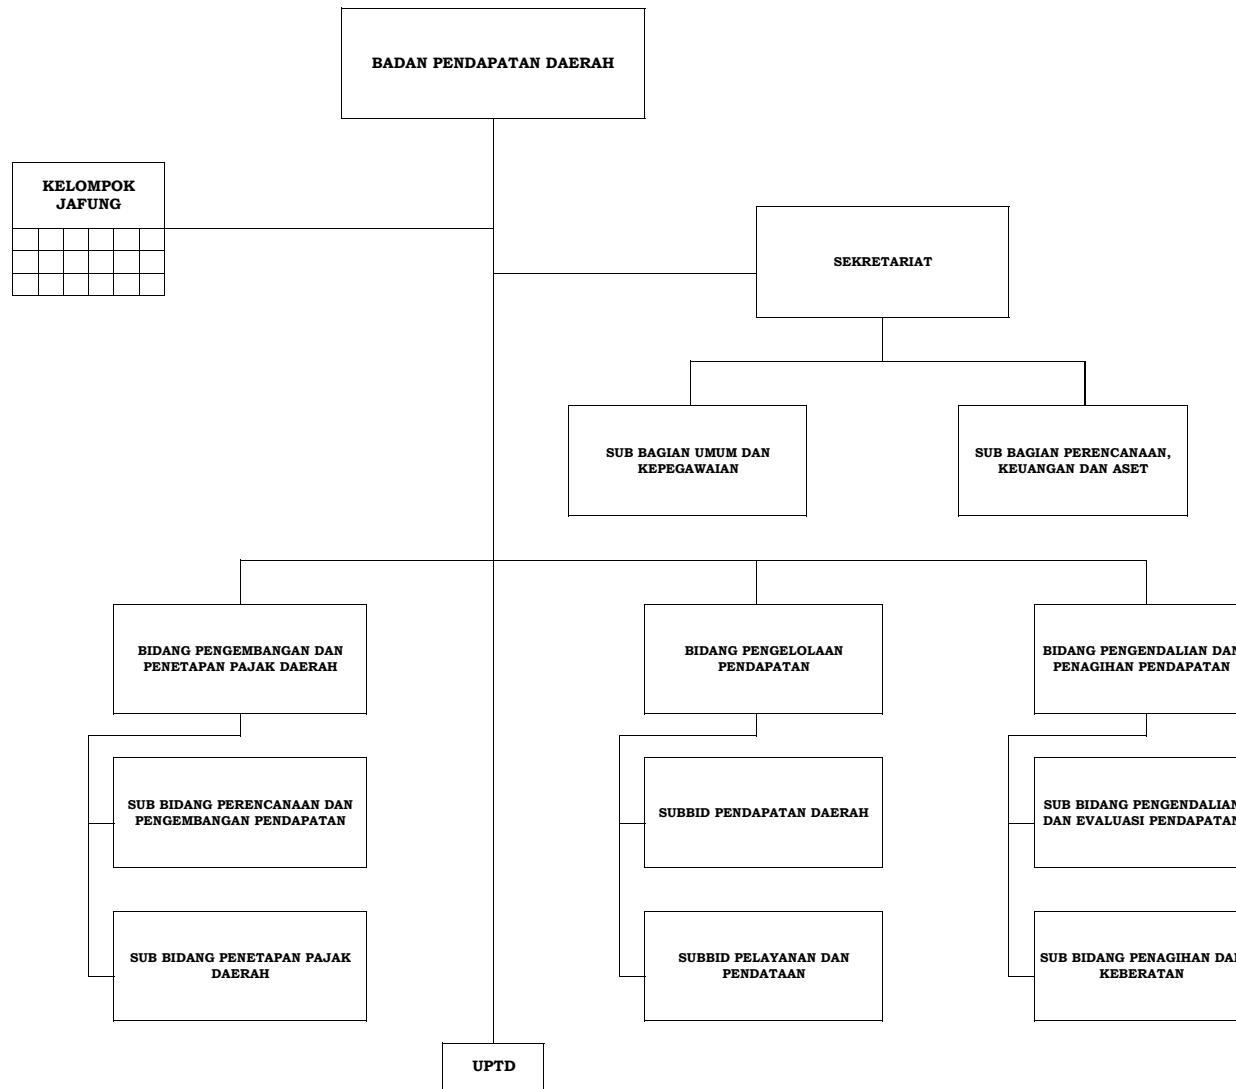 BADAN PENDAPATAN DAERAH
KELOMPOK
JAFUNG
SEKRETARIAT
SUB BAGIAN UMUM DAN
KEPEGAWAIAN
SUB BAGIAN PERENCANAAN,
KEUANGAN DAN ASET
BIDANG PENGEMBANGAN DAN
PENETAPAN PAJAK DAERAH
BIDANG PENGELOLAAN
PENDAPATAN
BIDANG PENGENDALIAN DAN
PENAGIHAN PENDAPATAN
SUB BIDANG PERENCANAAN DAN
PENGEMBANGAN PENDAPATAN
SUBBID PENDAPATAN DAERAH
SUB BIDANG PENGENDALIAN
DAN EVALUASI PENDAPATAN
SUB BIDANG PENETAPAN PAJAK
DAERAH
SUBBID PELAYANAN DAN
PENDATAAN
SUB BIDANG PENAGIHAN DAN
KEBERATAN
UPTD